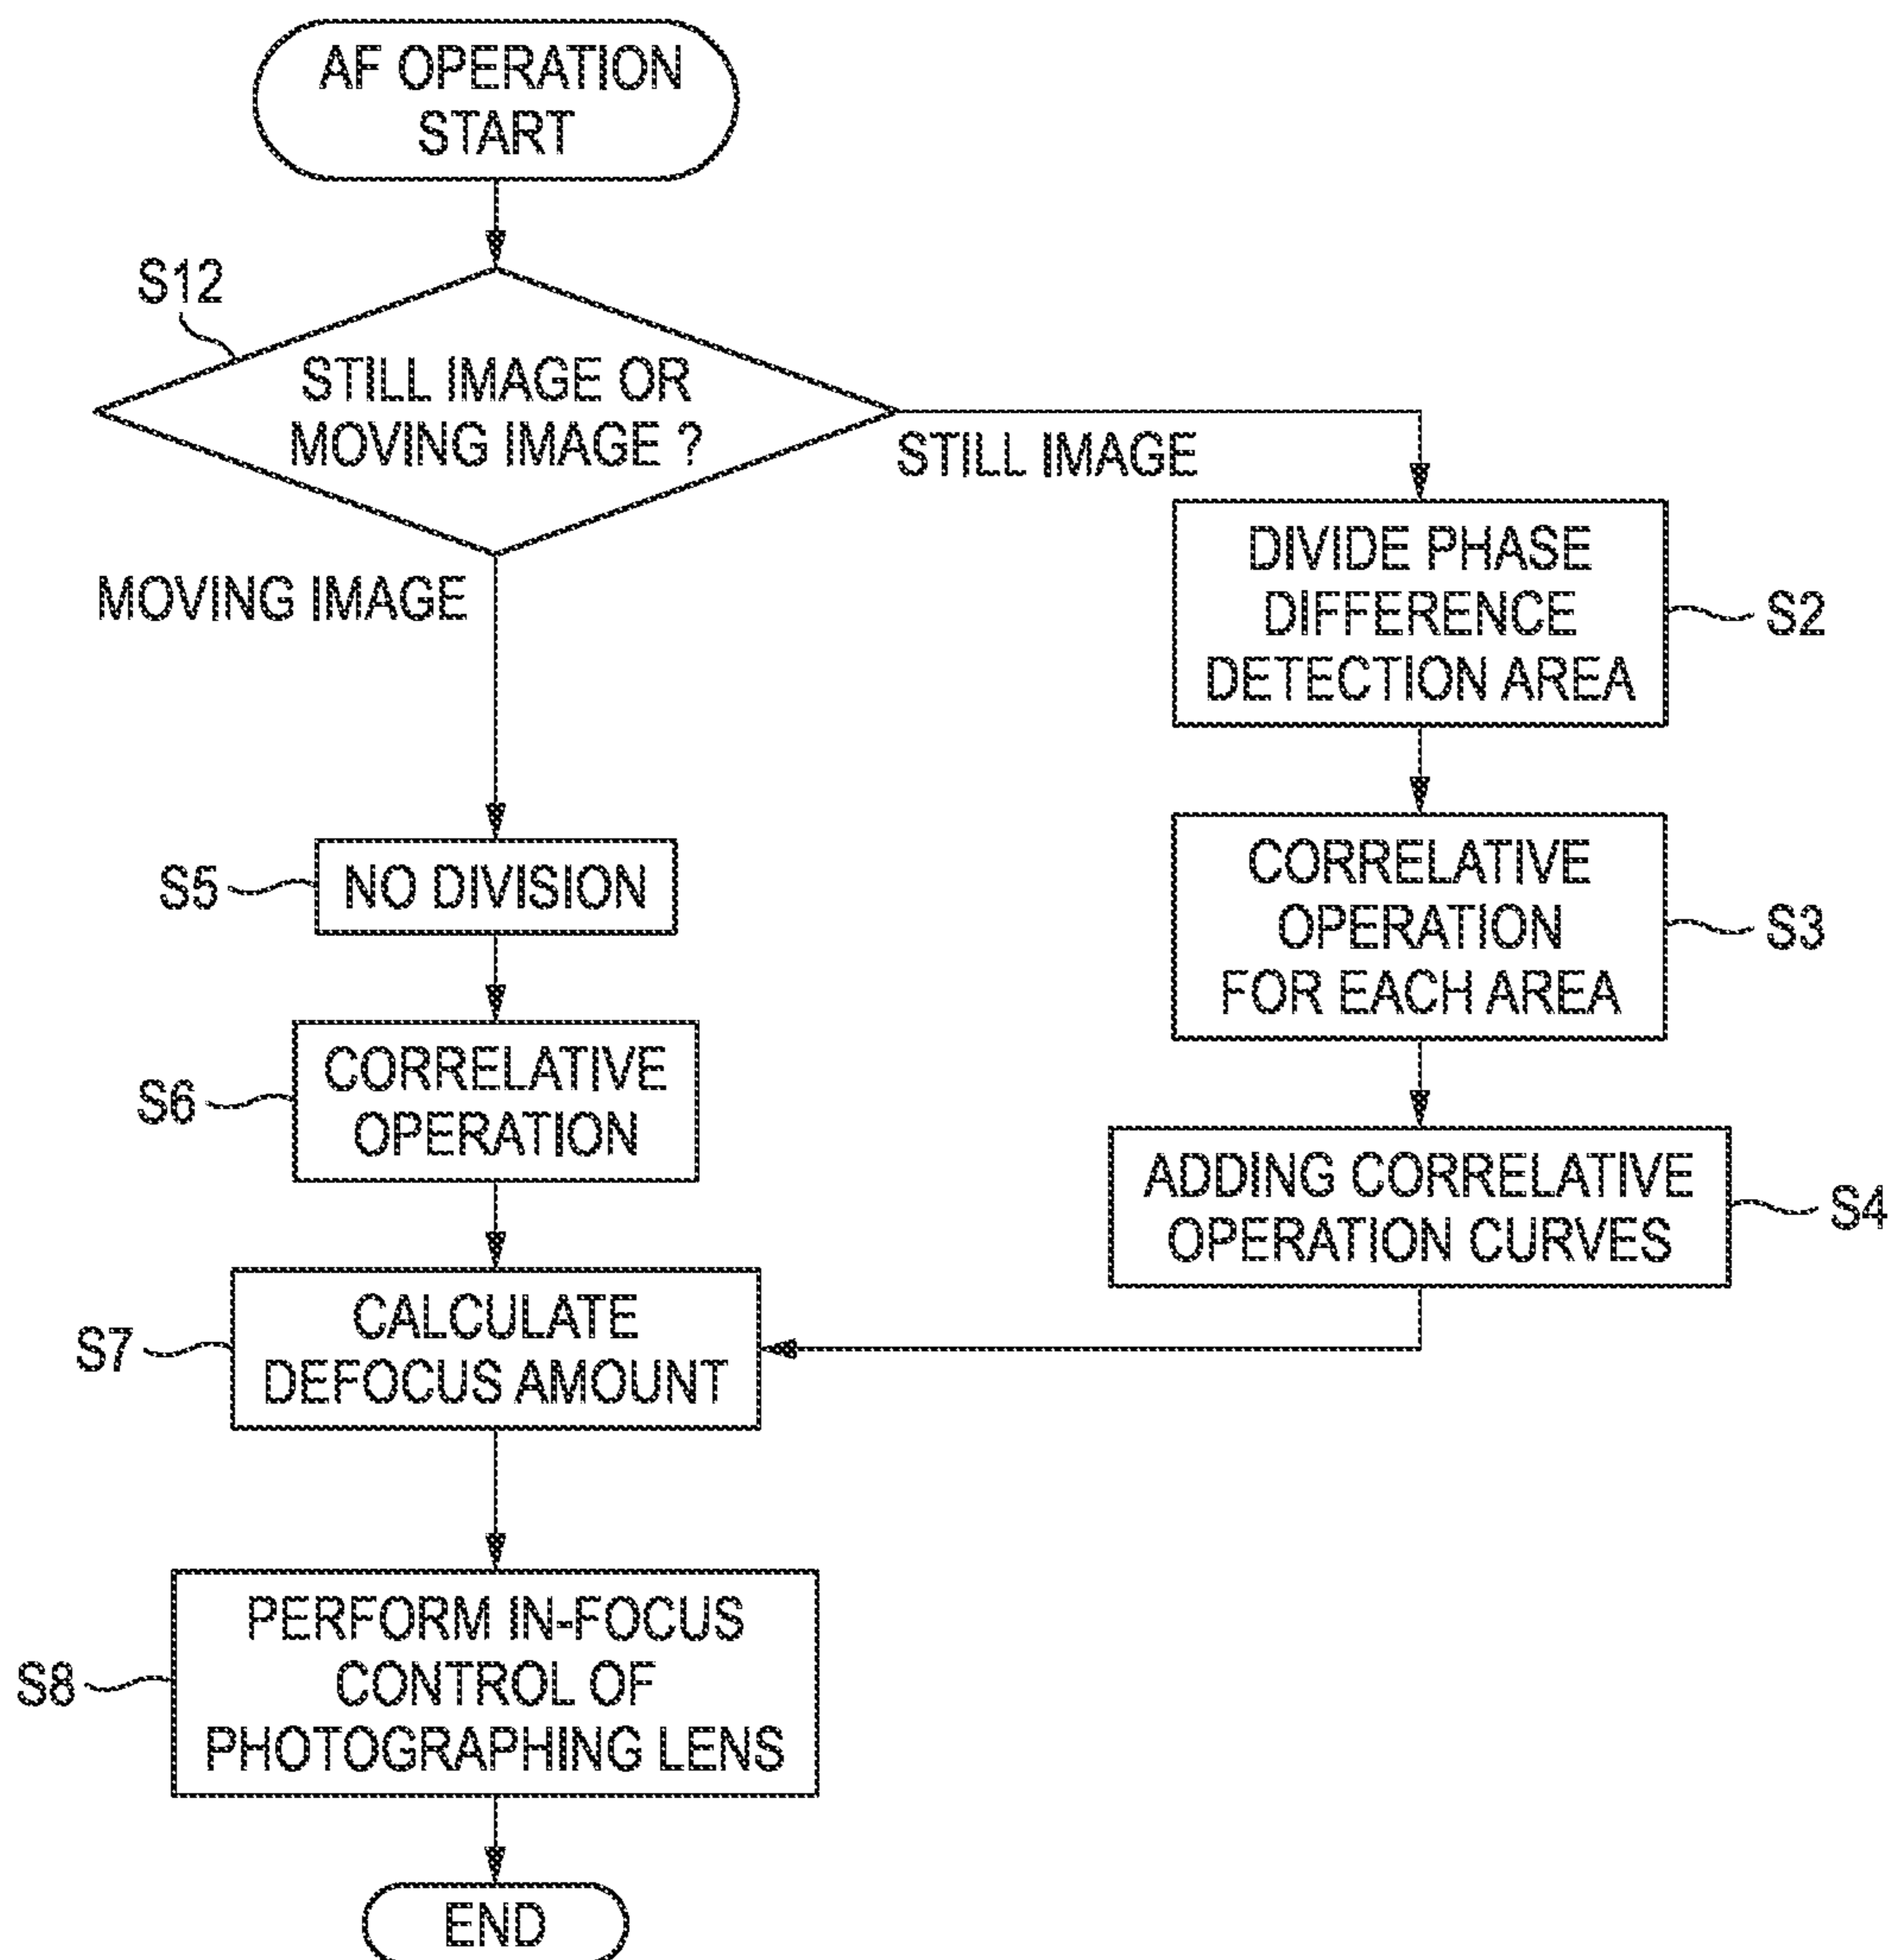 AF OPERATION
START
S12
STILL IMAGE OR
MOVING IMAGE ?
STILL IMAGE
MOVING IMAGE
DIVIDE PHASE
DIFFERENCE
DETECTION AREA
S2
S5
NO DIVISION
CORRELATIVE
OPERATION
FOR EACH AREA
S3
S6
CORRELATIVE
OPERATION
ADDING CORRELATIVE
OPERATION CURVES
S4
S7
CALCULATE
DEFOCUS AMOUNT
S8
PERFORM IN-FOCUS
CONTROL OF
PHOTOGRAPHING LENS
END